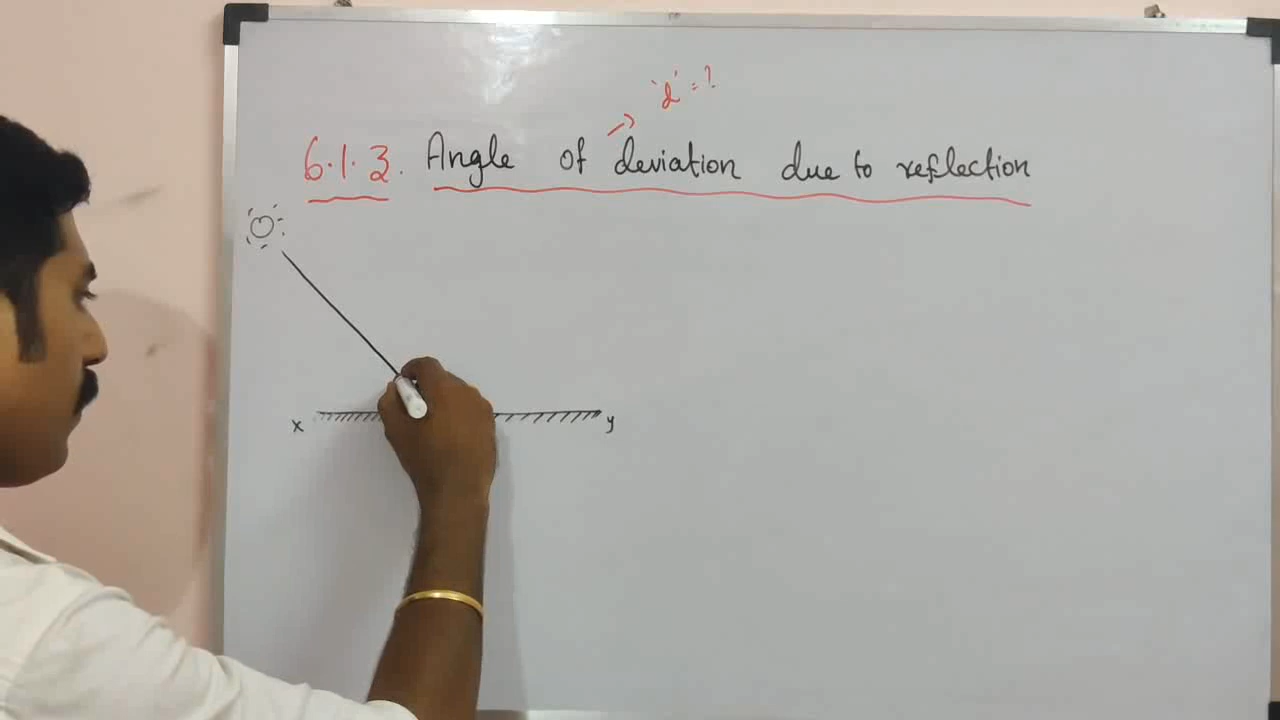 'd' = ?
6.1.3. Angle of deviation due to reflection
x y